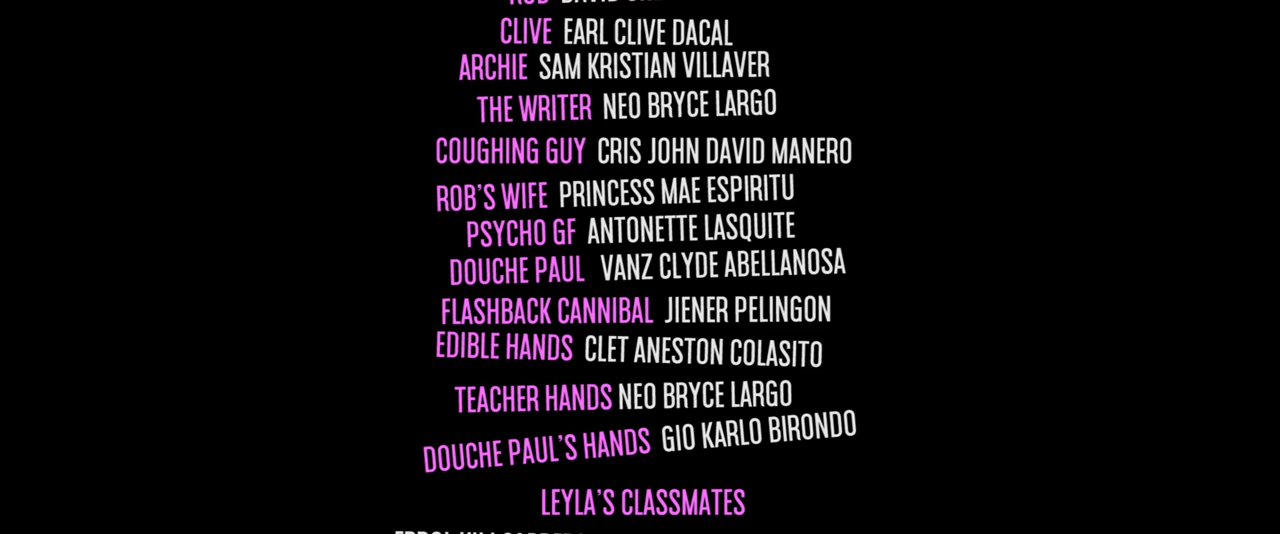 ROB DAVID
CLIVE EARL CLIVE DACAL
ARCHIE SAM KRISTIAN VILLAVER
THE WRITER NEO BRYCE LARGO
COUGHING GUY CRIS JOHN DAVID MANERO
ROB'S WIFE PRINCESS MAE ESPIRITU
PSYCHO GF ANTONETTE LASQUITE
DOUCHE PAUL VANZ CLYDE ABELLANOSA
FLASHBACK CANNIBAL JIENER PELINGON
EDIBLE HANDS CLET ANESTON COLASITO
TEACHER HANDS NEO BRYCE LARGO
DOUCHE PAUL'S HANDS GIO KARLO BIRONDO
LEYLA'S CLASSMATES